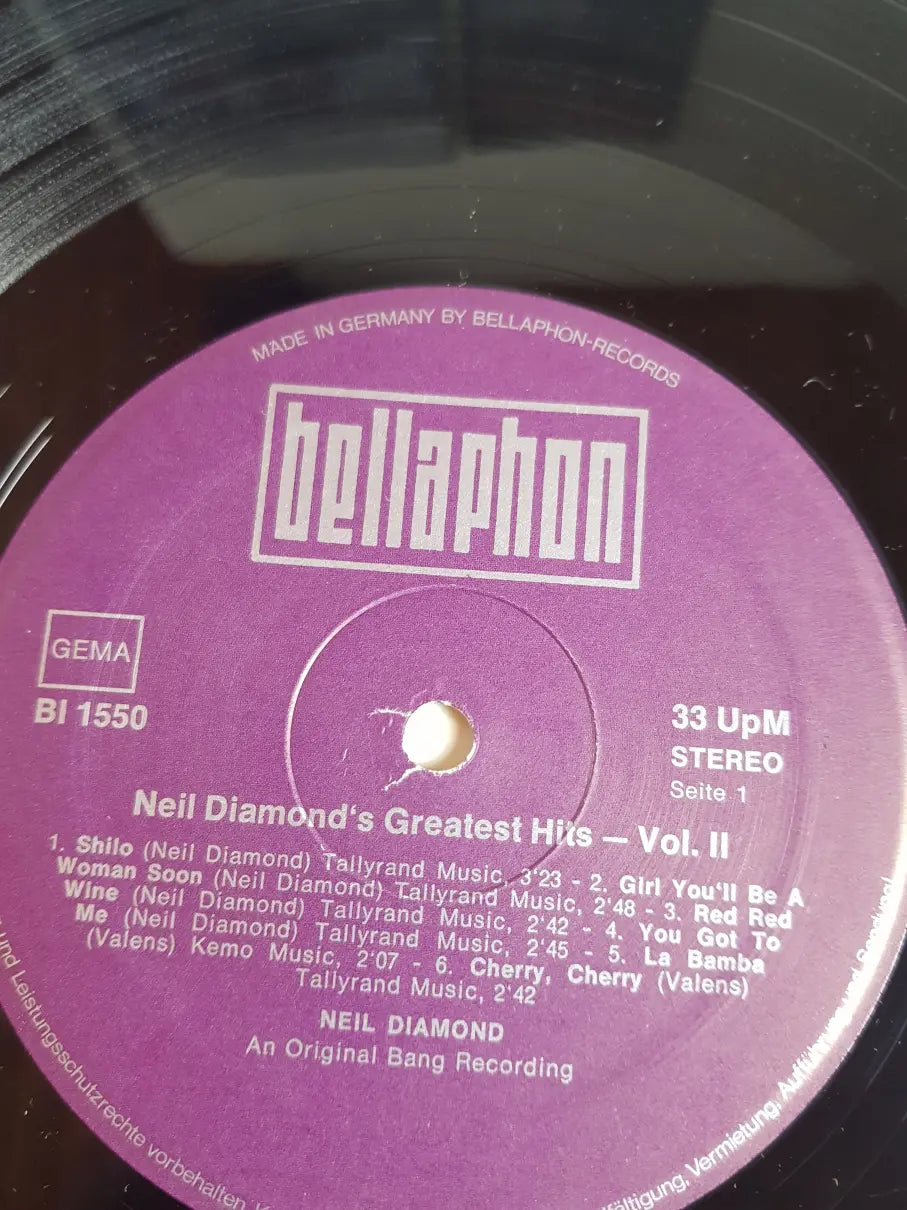 MADE IN GERMANY BY BELLAPHON-RECORDS
bellaphon
GEMA
BI 1550
33 UpM
STEREO
Seite 1
Neil Diamond's Greatest Hits – Vol. II
1. Shilo (Neil Diamond) Tallyrand Music, 3'23 - 2. Girl You'll Be A
Woman Soon (Neil Diamond) Tallyrand Music, 2'48 - 3. Red Red
Wine (Neil Diamond) Tallyrand Music, 2'42 - 4. You Got To
Me (Neil Diamond) Tallyrand Music, 2'45 - 5. La Bamba
(Valens) Kemo Music, 2'07 - 6. Cherry, Cherry (Valens)
Tallyrand Music, 2'42
NEIL DIAMOND
An Original Bang Recording
und Leistungsschutzrechte vorbehalten
Vermietung,